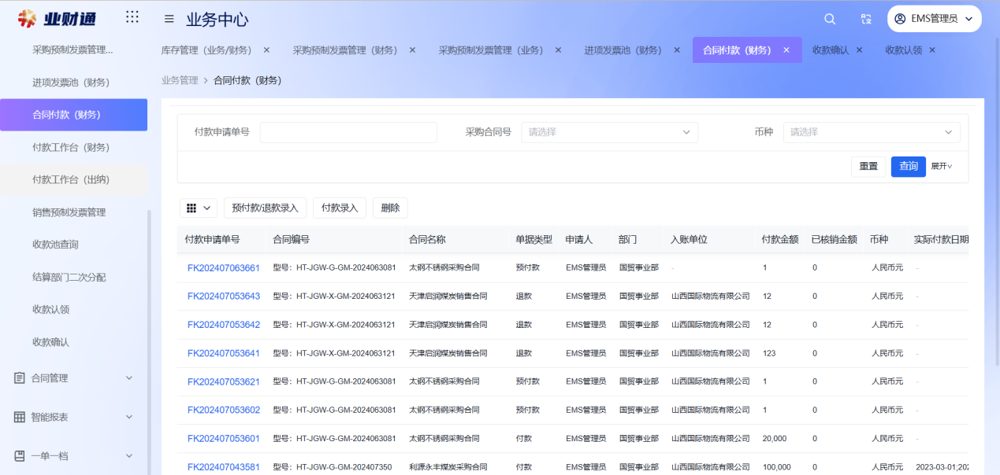 业财通
业务中心
EMS管理员
库存管理（业务/财务） × 采购预制发票管理（财务） × 采购预制发票管理（业务） × 进项发票池（财务） × 合同付款（财务） × 收款确认 × 收款认领 ×
业务管理 > 合同付款（财务）
采购预制发票管理...
进项发票池（财务）
合同付款（财务）
付款工作台（财务）
付款工作台（出纳）
销售预制发票管理
收款池查询
结算部门二次分配
收款认领
收款确认
合同管理
智能报表
一单一档
付款申请单号 采购合同号 请选择 币种 请选择
重置 查询 展开
预付款/退款录入 付款录入 删除
付款申请单号 合同编号 合同名称 单据类型 申请人 部门 入账单位 付款金额 已核销金额 币种 实际付款日期
FK202407063661 型号：HT-JGW-G-GM-2024063081 太钢不锈钢采购合同 预付款 EMS管理员 国贸事业部 - 1 0 人民币元 -
FK202407053643 型号：HT-JGW-X-GM-2024063121 天津启润煤炭销售合同 退款 EMS管理员 国贸事业部 山西国际物流有限公司 12 0 人民币元 -
FK202407053642 型号：HT-JGW-X-GM-2024063121 天津启润煤炭销售合同 退款 EMS管理员 国贸事业部 山西国际物流有限公司 12 0 人民币元 -
FK202407053641 型号：HT-JGW-X-GM-2024063121 天津启润煤炭销售合同 退款 EMS管理员 国贸事业部 山西国际物流有限公司 123 0 人民币元 -
FK202407053621 型号：HT-JGW-G-GM-2024063081 太钢不锈钢采购合同 预付款 EMS管理员 国贸事业部 山西国际物流有限公司 1 0 人民币元 -
FK202407053602 型号：HT-JGW-G-GM-2024063081 太钢不锈钢采购合同 预付款 EMS管理员 国贸事业部 山西国际物流有限公司 1 0 人民币元 -
FK202407053601 型号：HT-JGW-G-GM-2024063081 太钢不锈钢采购合同 付款 EMS管理员 国贸事业部 山西国际物流有限公司 20,000 0 人民币元 -
FK202407043581 型号：HT-JGW-G-GM-202407350 利源永丰煤炭采购合同 付款 EMS管理员 国贸事业部 山西国际物流有限公司 100,000 0 人民币元 2023-03-01;202